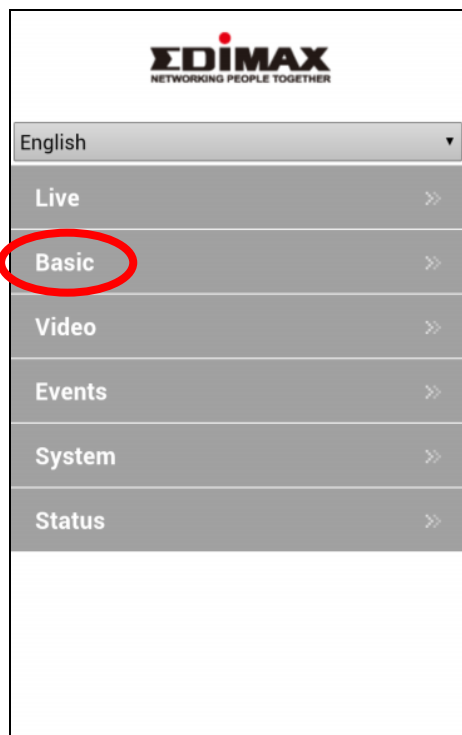 EDiMAX
NETWORKING PEOPLE TOGETHER
English
Live
Basic
Video
Events
System
Status